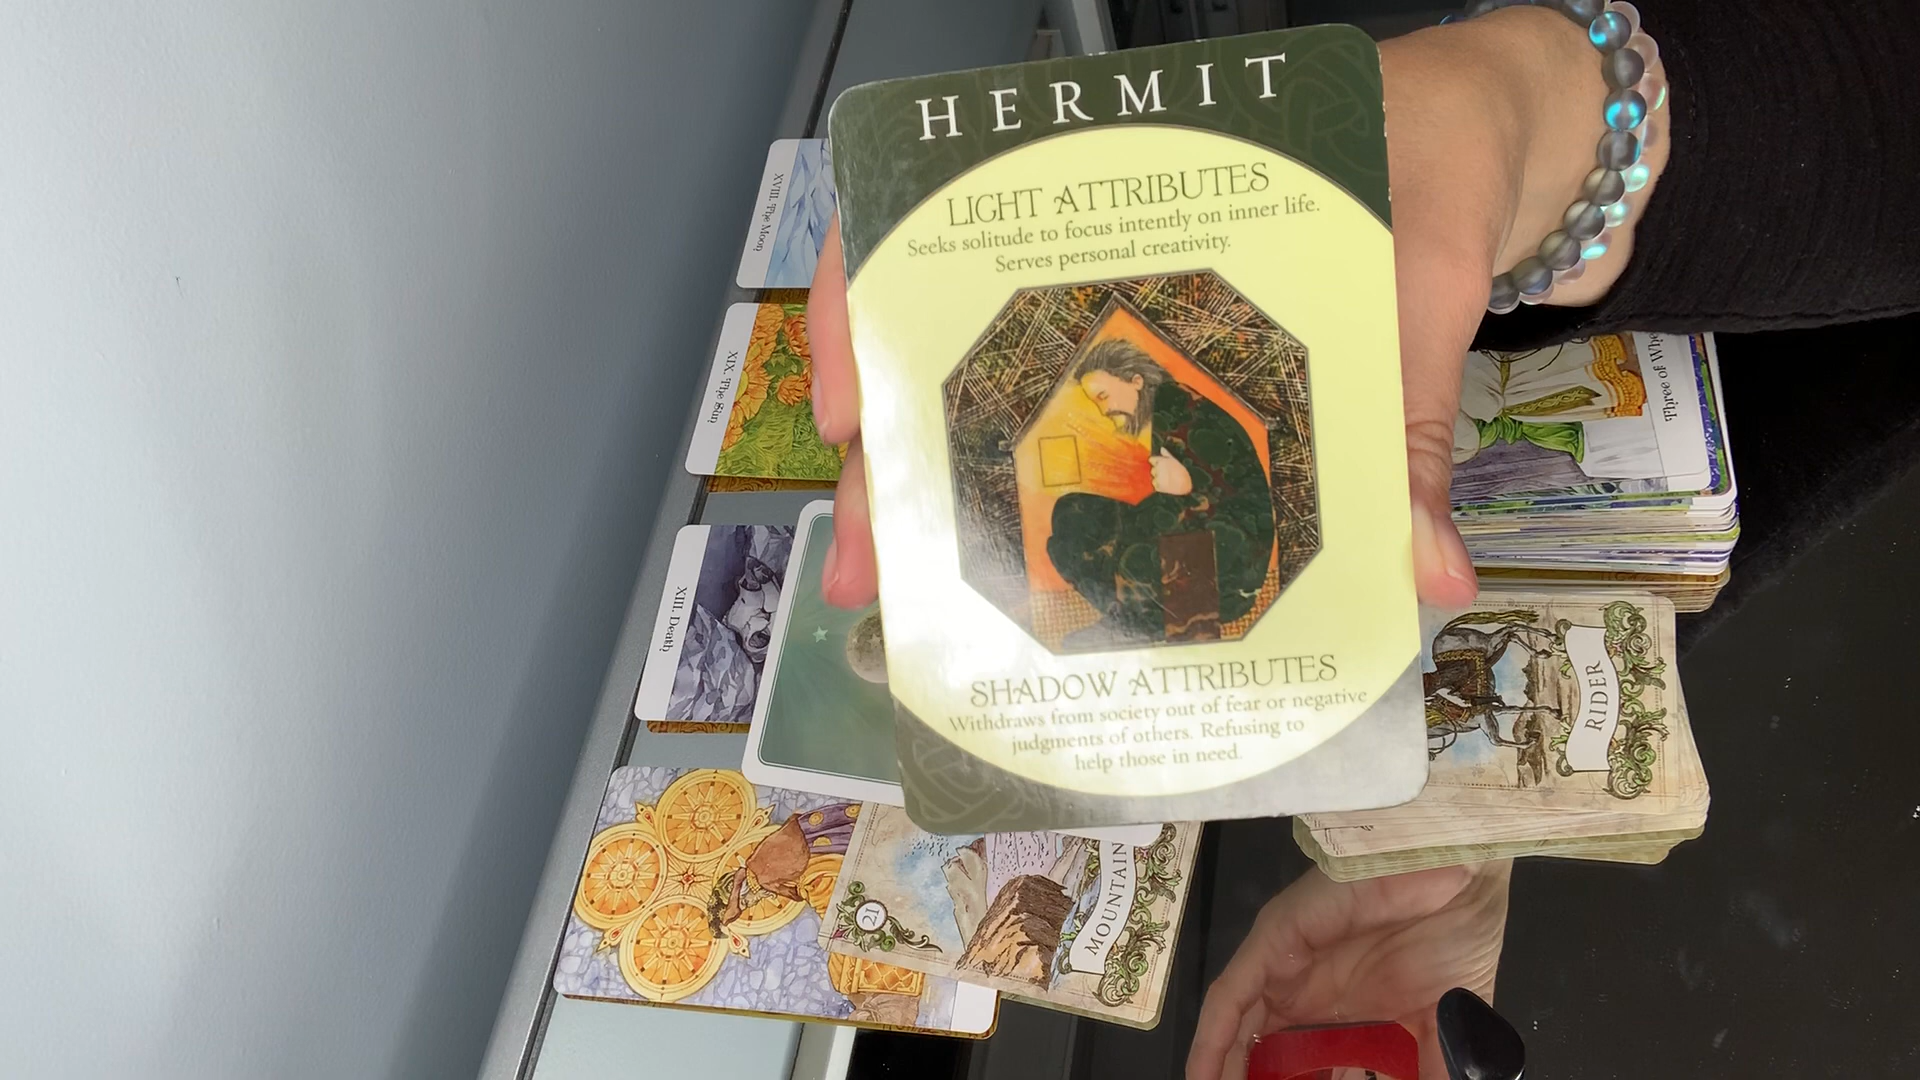 HERMIT
LIGHT ATTRIBUTES
Seeks solitude to focus intently on inner life.
Serves personal creativity.
SHADOW ATTRIBUTES
Withdraws from society out of fear or negative
judgments of others. Refusing to
help those in need.
XVIII. The Moon
XIX. The Sun
XIII. Death
21
MOUNTAIN
RIDER
Three of